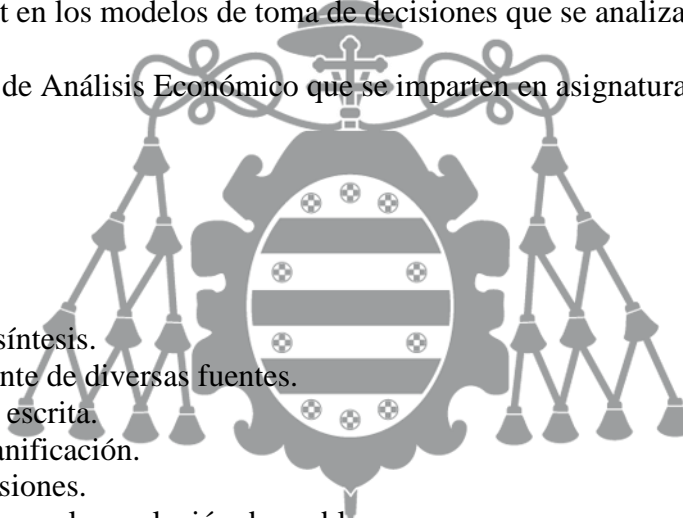 t en los modelos de toma de decisiones que se analiza
de Análisis Económico que se imparten en asignatura
síntesis.
nte de diversas fuentes.
escrita.
anificación.
siones.